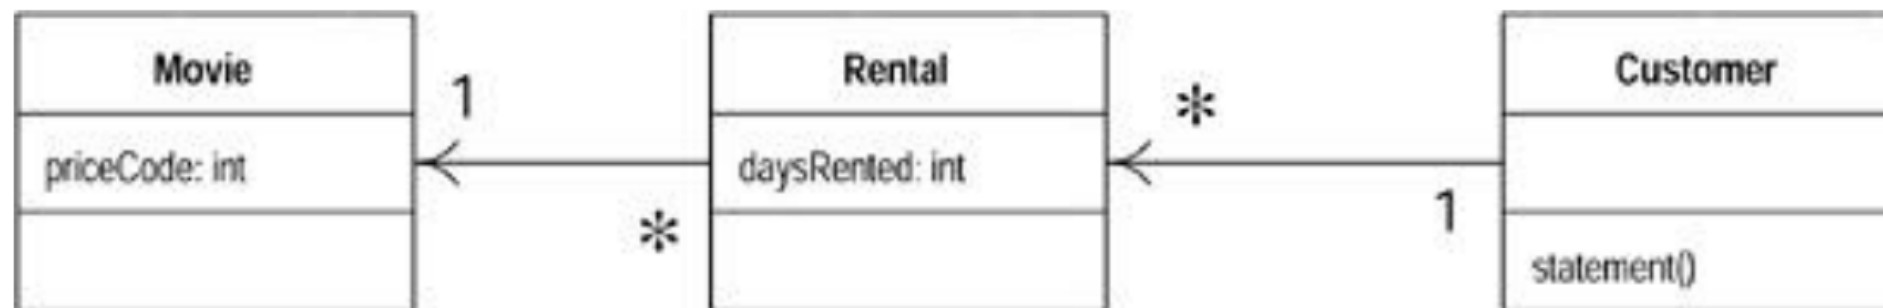 Movie
priceCode: int
1
*
Rental
daysRented: int
*
1
Customer
statement()